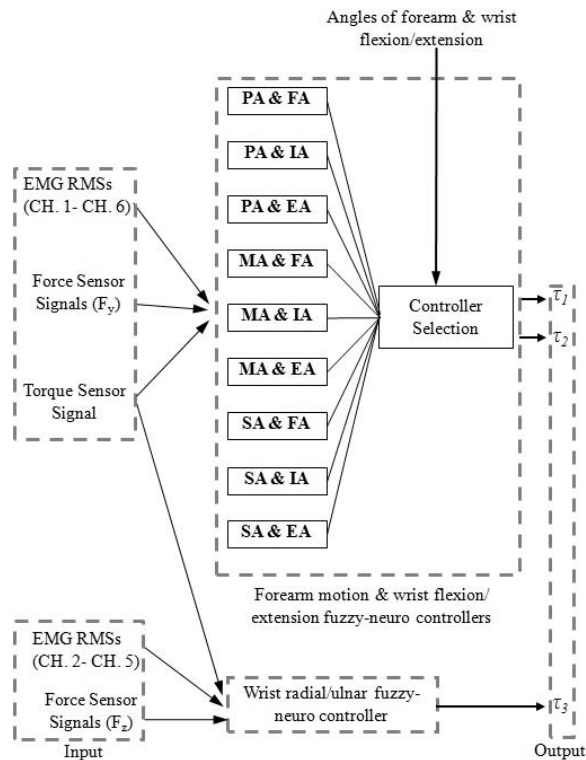 Angles of forearm & wrist
flexion/extension
PA & FA
PA & IA
PA & EA
MA & FA
MA & IA
MA & EA
SA & FA
SA & IA
SA & EA
EMG RMSs
(CH. 1- CH. 6)
Force Sensor
Signals (Fy)
Torque Sensor
Signal
Controller
Selection
τ1
τ2
Forearm motion & wrist flexion/
extension fuzzy-neuro controllers
EMG RMSs
(CH. 2- CH. 5)
Force Sensor
Signals (Fz)
Wrist radial/ulnar fuzzy-
neuro controller
τ3
Input
Output